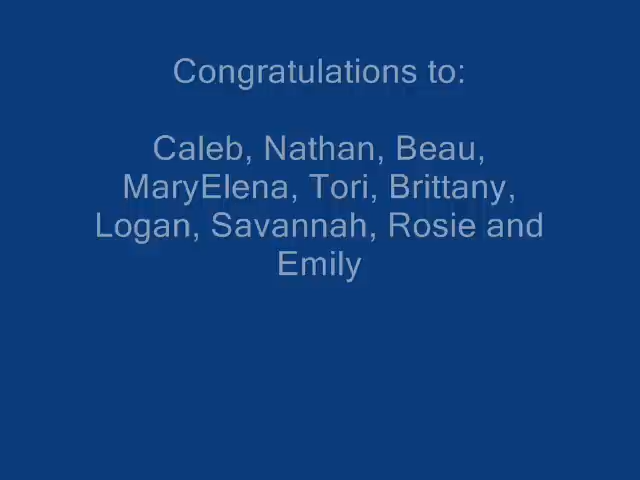 Congratulations to:
Caleb, Nathan, Beau,
MaryElena, Tori, Brittany,
Logan, Savannah, Rosie and
Emily